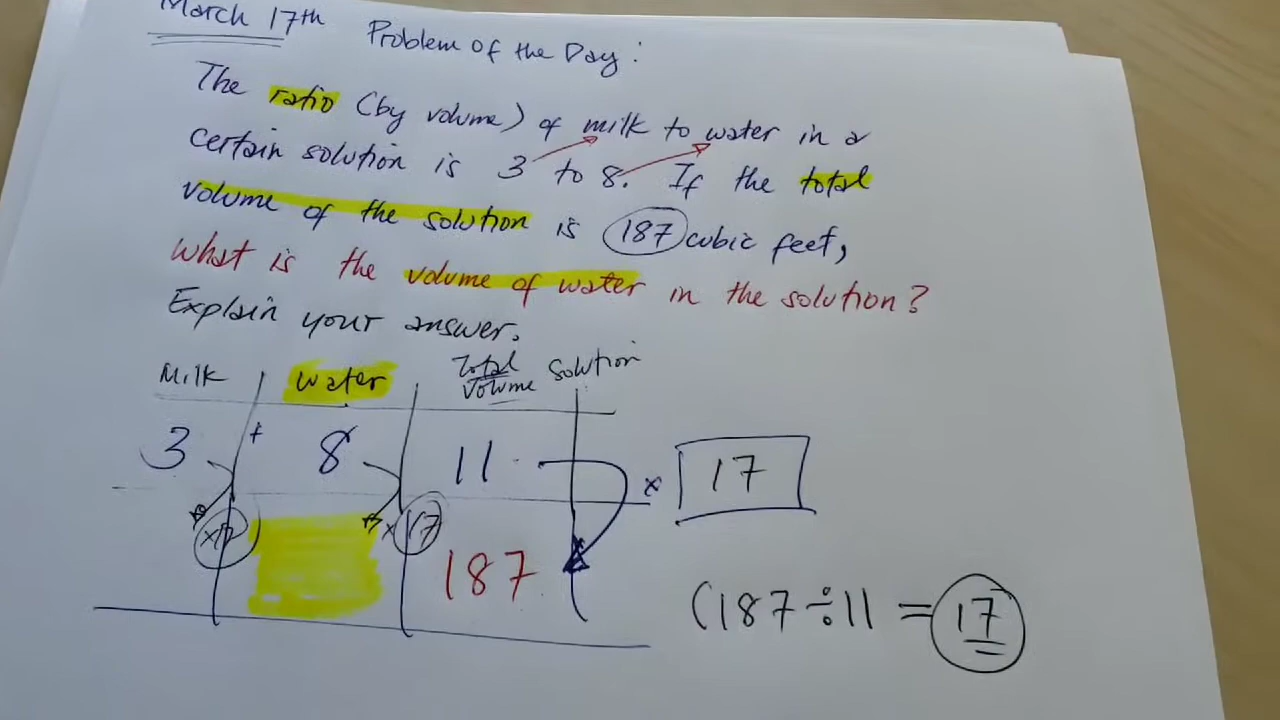 March 17th Problem of the Day:
The ratio (by volume) of milk to water in a
certain solution is 3 to 8. If the total
volume of the solution is 187 cubic feet,
what is the volume of water in the solution?
Explain your answer.
Milk Water Total Volume Solution
3 + 8 11 × 17
×17 ×17
187
(187 ÷ 11 = 17